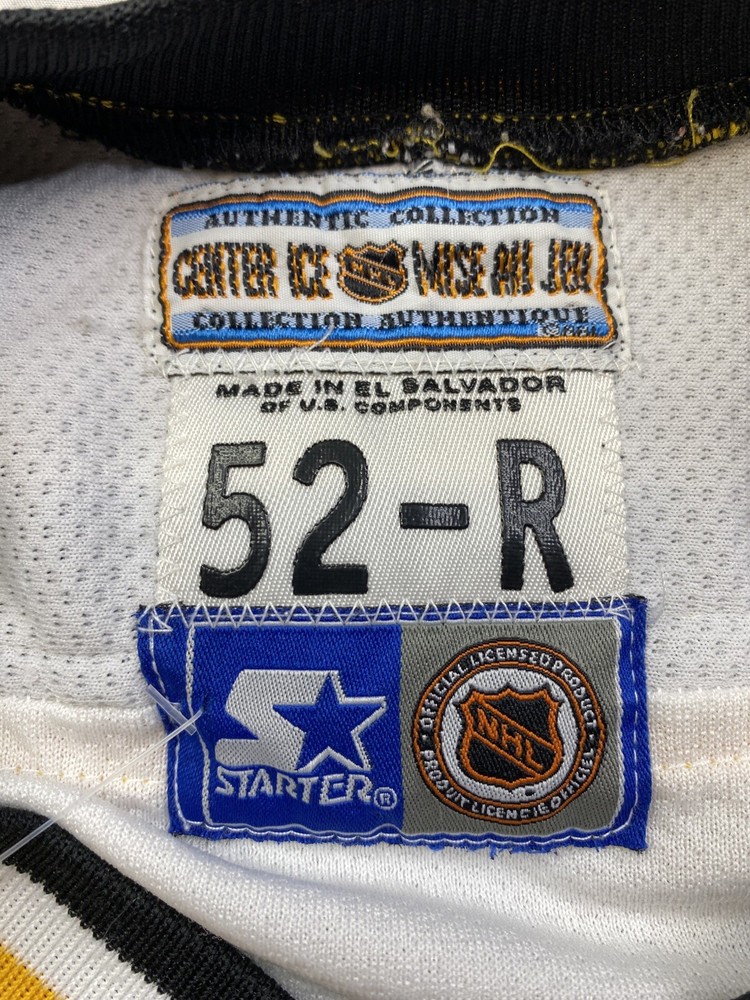 AUTHENTIC COLLECTION
CENTER ICE NHL MISE AU JEU
COLLECTION AUTHENTIQUE
MADE IN EL SALVADOR
OF U.S. COMPONENTS
52-R
STARTER®
OFFICIAL LICENSED PRODUCT
NHL
PRODUIT LICENCIE OFFICIEL